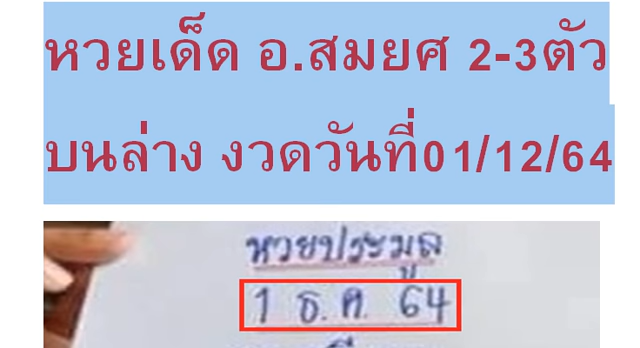 หวยเด็ด อ.สมยศ 2-3ตัว
บนล่าง งวดวันที่01/12/64
หวยประมูล
1 ธ.ค. 64